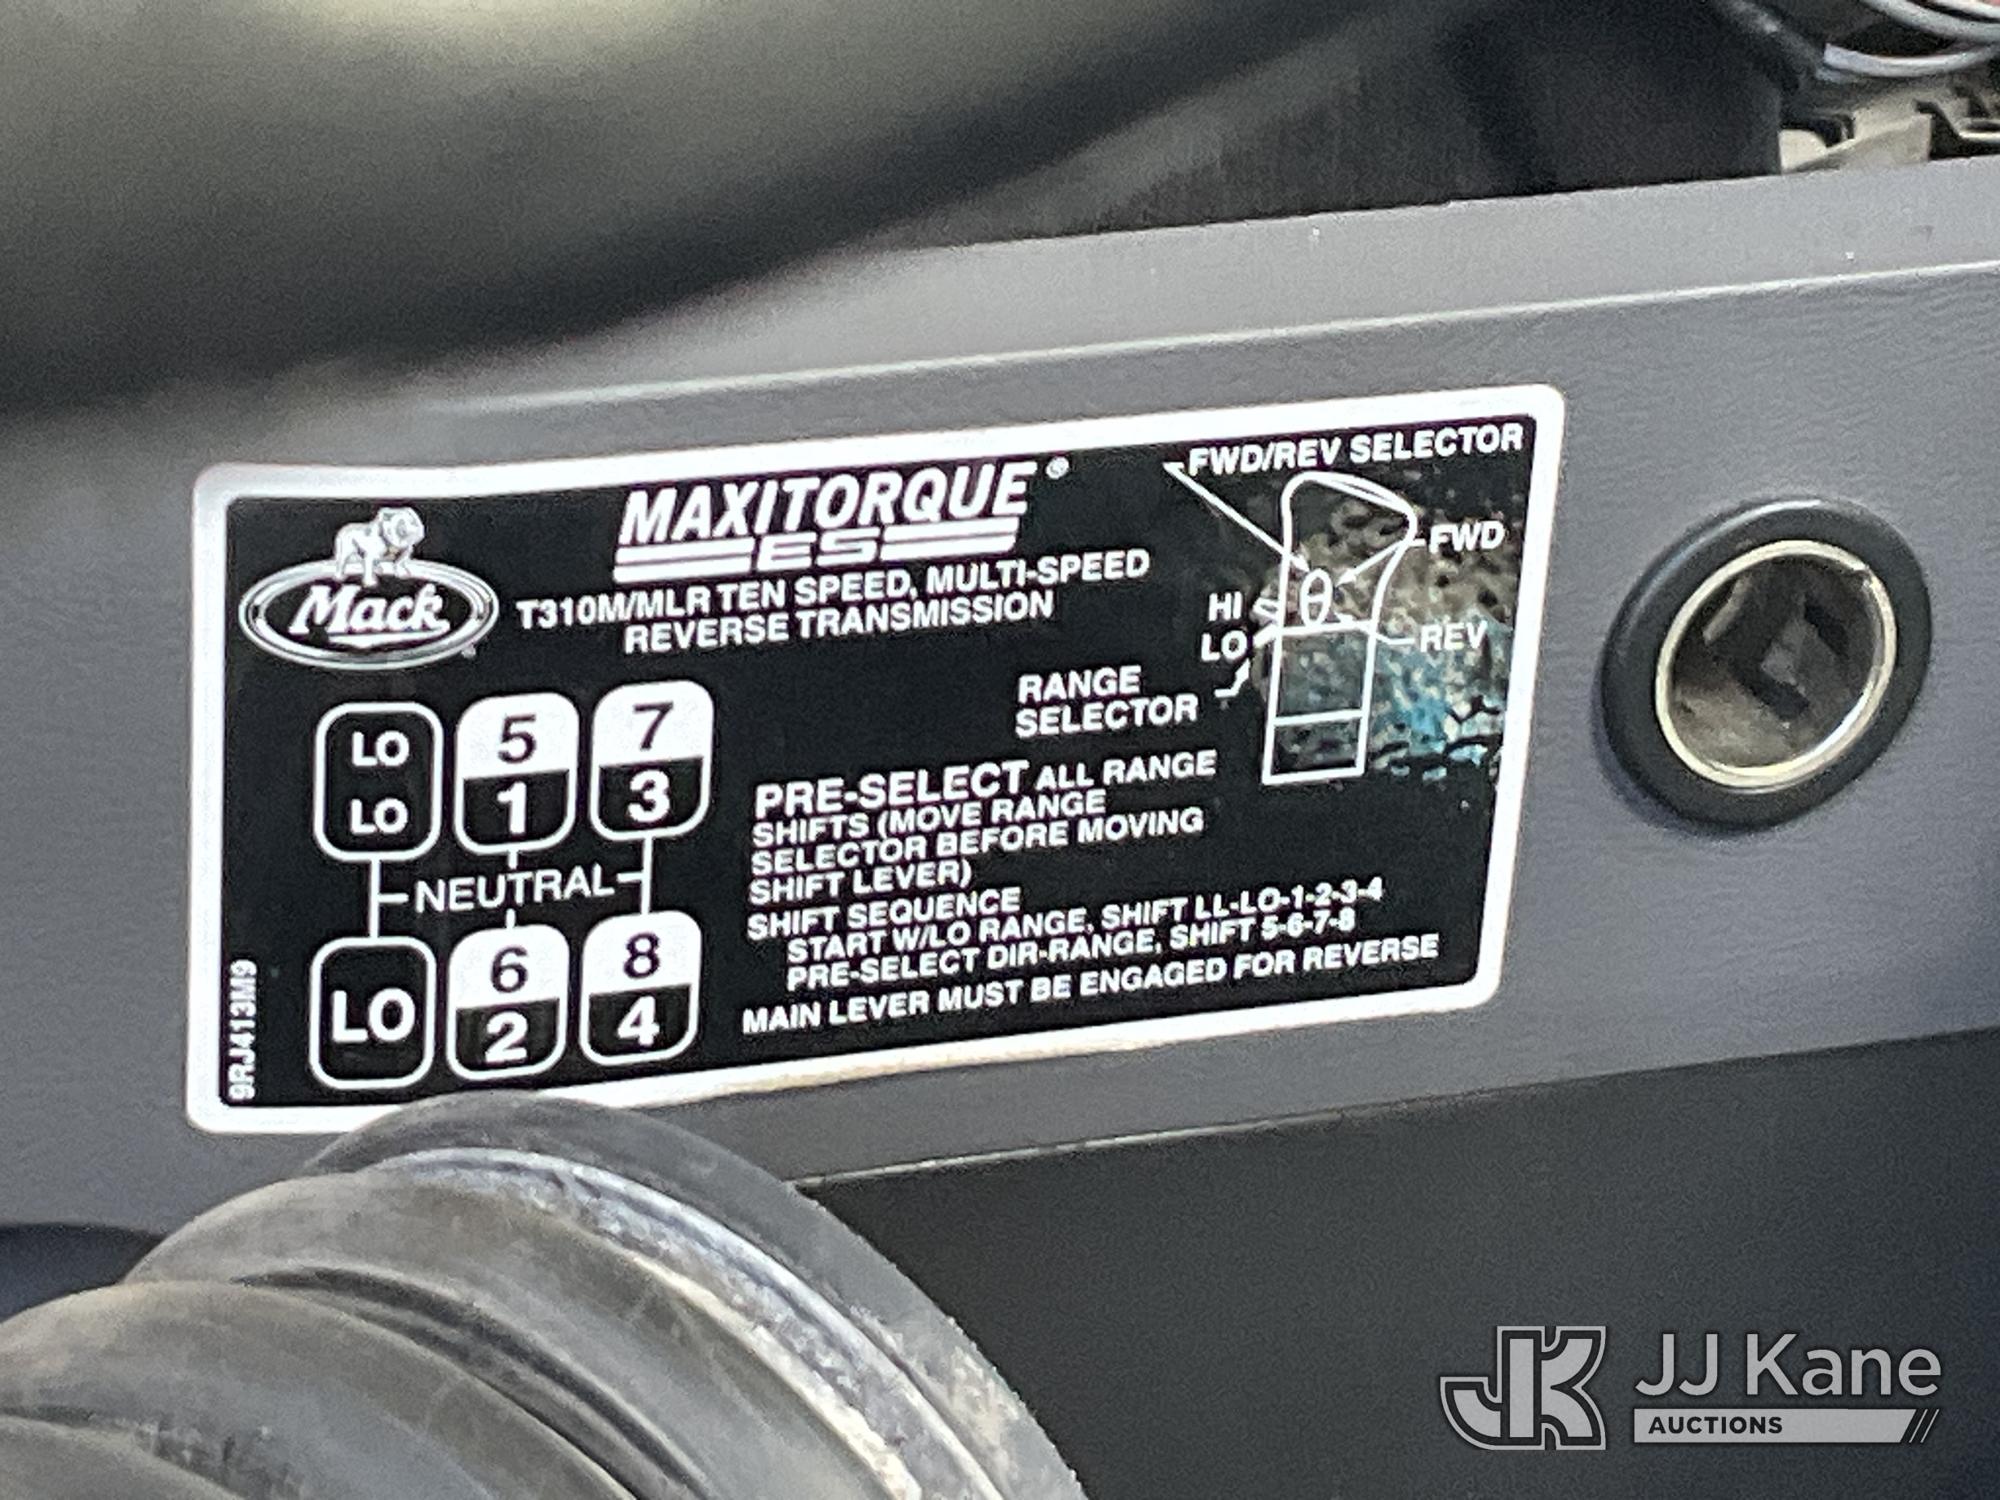 Mack
MAXITORQUE®
ES
T310M/MLR TEN SPEED, MULTI-SPEED
REVERSE TRANSMISSION
FWD/REV SELECTOR
FWD
HI
LO
REV
RANGE
SELECTOR
LO 5 7
LO 1 3
NEUTRAL
LO 6 8
2 4
PRE-SELECT ALL RANGE
SHIFTS (MOVE RANGE
SELECTOR BEFORE MOVING
SHIFT LEVER)
SHIFT SEQUENCE
START W/LO RANGE, SHIFT LL-LO-1-2-3-4
PRE-SELECT DIR-RANGE, SHIFT 5-6-7-8
MAIN LEVER MUST BE ENGAGED FOR REVERSE
9RJ413M9
JK JJ Kane
AUCTIONS